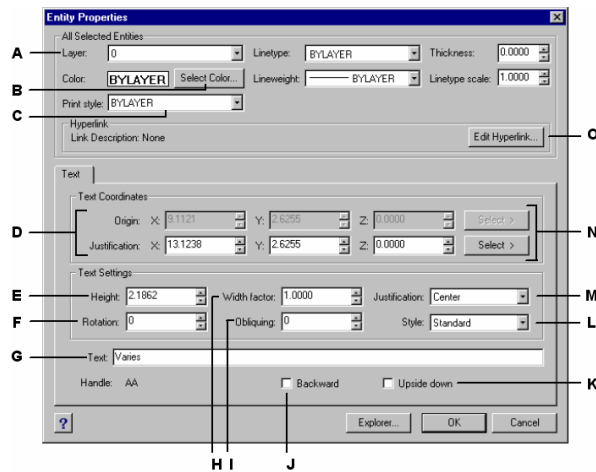 Entity Properties
All Selected Entities
A Layer: 0 Linetype: BYLAYER Thickness: 0.0000
Color: BYLAYER Select Color... Lineweight: BYLAYER Linetype scale: 1.0000
B
Print style: BYLAYER
C
Hyperlink
Link Description: None Edit Hyperlink... O
Text
Text Coordinates
Origin: X: 9.1121 Y: 2.6255 Z: 0.0000 Select >
D N
Justification: X: 13.1238 Y: 2.6255 Z: 0.0000 Select >
Text Settings
E Height: 2.1862 H Width factor: 1.0000 Justification: Center M
F Rotation: 0 Obliquing: 0 Style: Standard L
G Text: Varies
Handle: AA Backward Upside down K
? Explorer... OK Cancel
H I J